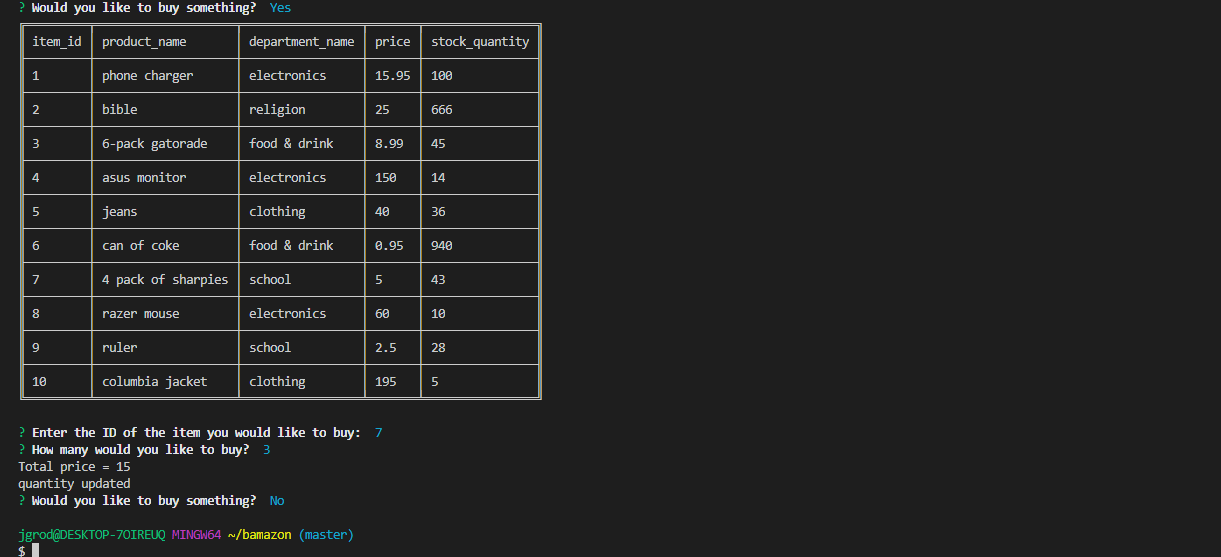 ? Would you like to buy something? Yes
item_id product_name department_name price stock_quantity
1 phone charger electronics 15.95 100
2 bible religion 25 666
3 6-pack gatorade food & drink 8.99 45
4 asus monitor electronics 150 14
5 jeans clothing 40 36
6 can of coke food & drink 0.95 940
7 4 pack of sharpies school 5 43
8 razer mouse electronics 60 10
9 ruler school 2.5 28
10 columbia jacket clothing 195 5
? Enter the ID of the item you would like to buy: 7
? How many would you like to buy? 3
Total price = 15
quantity updated
? Would you like to buy something? No
jgrod@DESKTOP-7OIREUQ MINGW64 ~/bamazon (master)
$